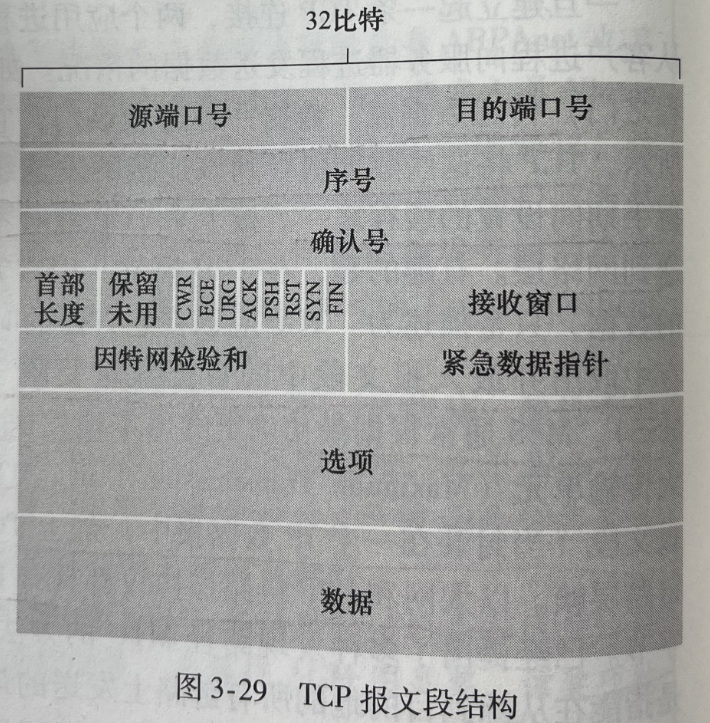 32比特
源端口号 目的端口号
序号
确认号
首部长度 保留未用 CWR ECE URG ACK PSH RST SYN FIN 接收窗口
因特网检验和 紧急数据指针
选项
数据
图 3-29 TCP 报文段结构